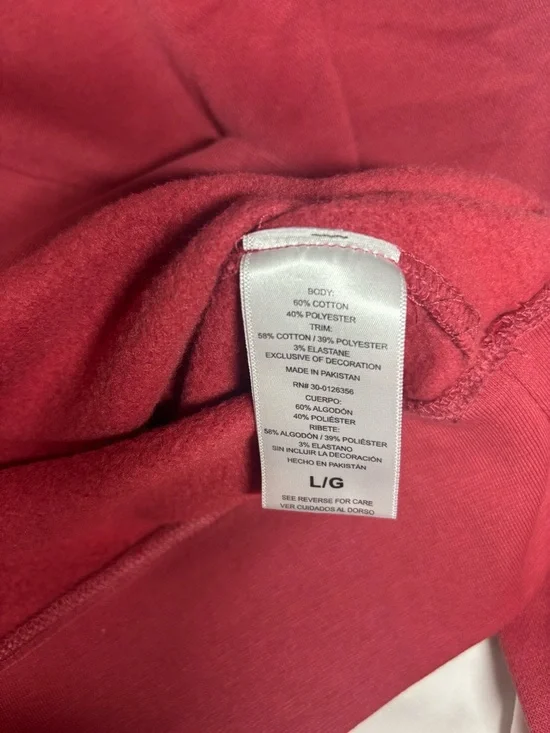 BODY:
60% COTTON
40% POLYESTER
TRIM:
58% COTTON / 39% POLYESTER
3% ELASTANE
EXCLUSIVE OF DECORATION
MADE IN PAKISTAN
RN# 30-0126356
CUERPO:
60% ALGODÓN
40% POLIÉSTER
RIBETE:
58% ALGODÓN / 39% POLIÉSTER
3% ELASTANO
SIN INCLUIR LA DECORACIÓN
HECHO EN PAKISTÁN
L/G
SEE REVERSE FOR CARE
VER CUIDADOS AL DORSO